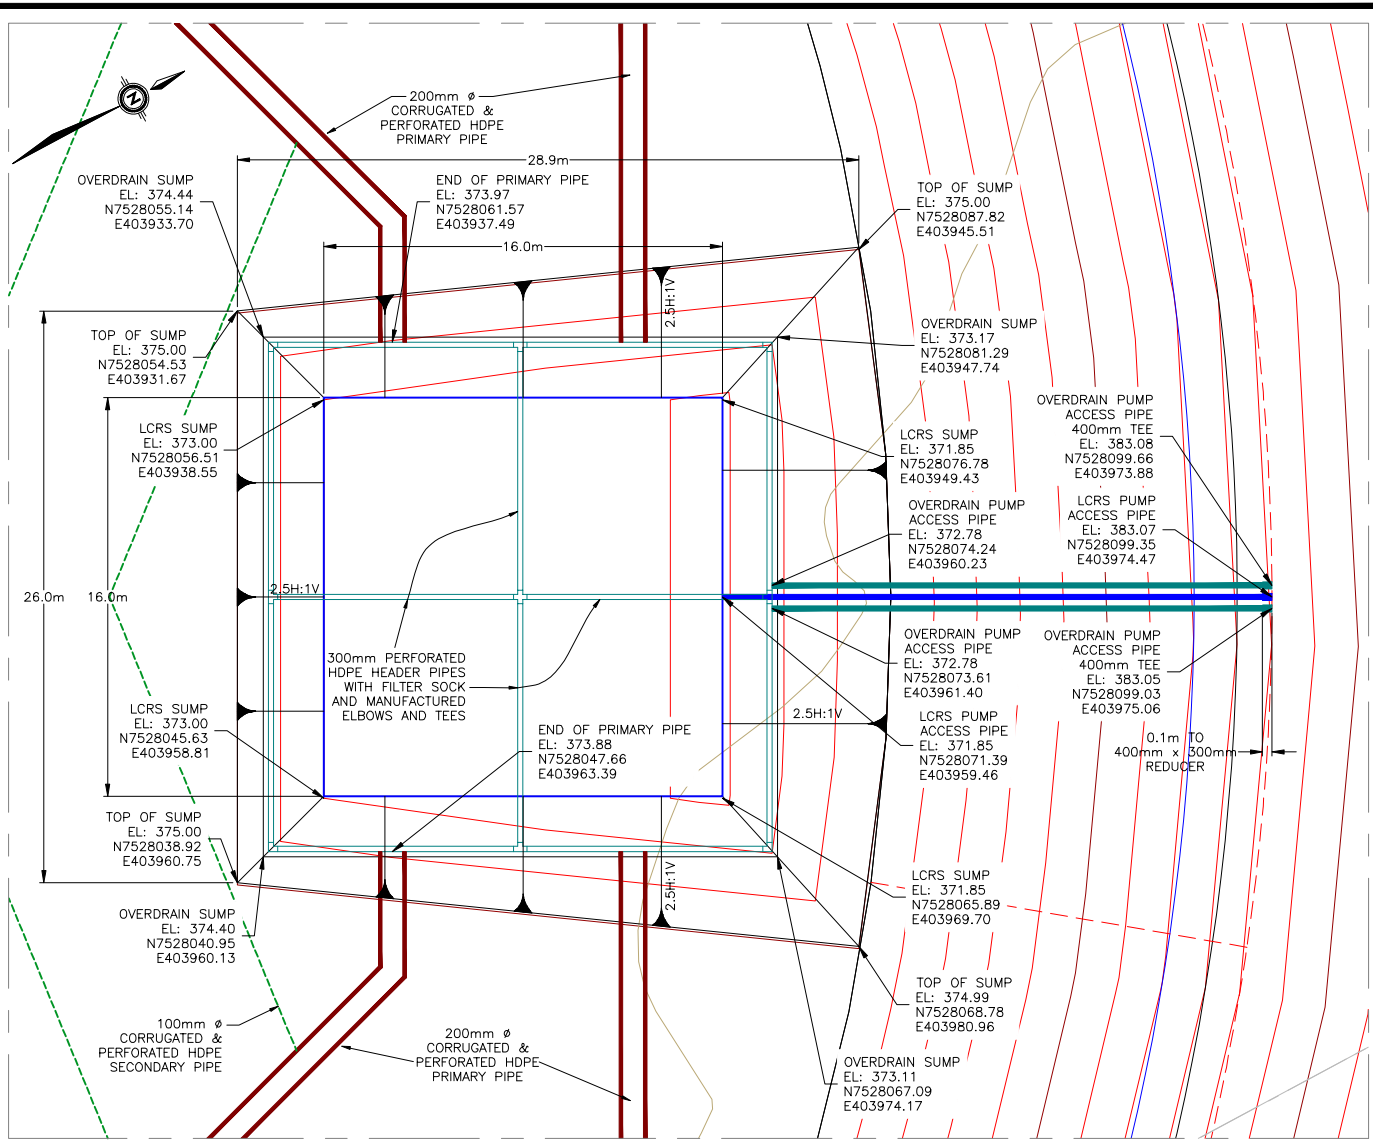 N
200mm ø
CORRUGATED &
PERFORATED HDPE
PRIMARY PIPE
28.9m
OVERDRAIN SUMP
EL: 374.44
N7528055.14
E403933.70
END OF PRIMARY PIPE
EL: 373.97
N7528061.57
E403937.49
TOP OF SUMP
EL: 375.00
N7528087.82
E403945.51
16.0m
2.5H:1V
TOP OF SUMP
EL: 375.00
N7528054.53
E403931.67
OVERDRAIN SUMP
EL: 373.17
N7528081.29
E403947.74
OVERDRAIN PUMP
ACCESS PIPE
400mm TEE
EL: 383.08
N7528099.66
E403973.88
LCRS SUMP
EL: 373.00
N7528056.51
E403938.55
LCRS SUMP
EL: 371.85
N7528076.78
E403949.43
LCRS PUMP
ACCESS PIPE
EL: 383.07
N7528099.35
E403974.47
OVERDRAIN PUMP
ACCESS PIPE
EL: 372.78
N7528074.24
E403960.23
26.0m
16.0m
2.5H:1V
300mm PERFORATED
HDPE HEADER PIPES
WITH FILTER SOCK
AND MANUFACTURED
ELBOWS AND TEES
OVERDRAIN PUMP
ACCESS PIPE
EL: 372.78
N7528073.61
E403961.40
OVERDRAIN PUMP
ACCESS PIPE
400mm TEE
EL: 383.05
N7528099.03
E403975.06
LCRS SUMP
EL: 373.00
N7528045.63
E403958.81
END OF PRIMARY PIPE
EL: 373.88
N7528047.66
E403963.39
2.5H:1V
LCRS PUMP
ACCESS PIPE
EL: 371.85
N7528071.39
E403959.46
0.1m TO
400mm x 300mm
REDUCER
TOP OF SUMP
EL: 375.00
N7528038.92
E403960.75
2.5H:1V
LCRS SUMP
EL: 371.85
N7528065.89
E403969.70
OVERDRAIN SUMP
EL: 374.40
N7528040.95
E403960.13
TOP OF SUMP
EL: 374.99
N7528068.78
E403980.96
100mm ø
CORRUGATED &
PERFORATED HDPE
SECONDARY PIPE
200mm ø
CORRUGATED &
PERFORATED HDPE
PRIMARY PIPE
OVERDRAIN SUMP
EL: 373.11
N7528067.09
E403974.17